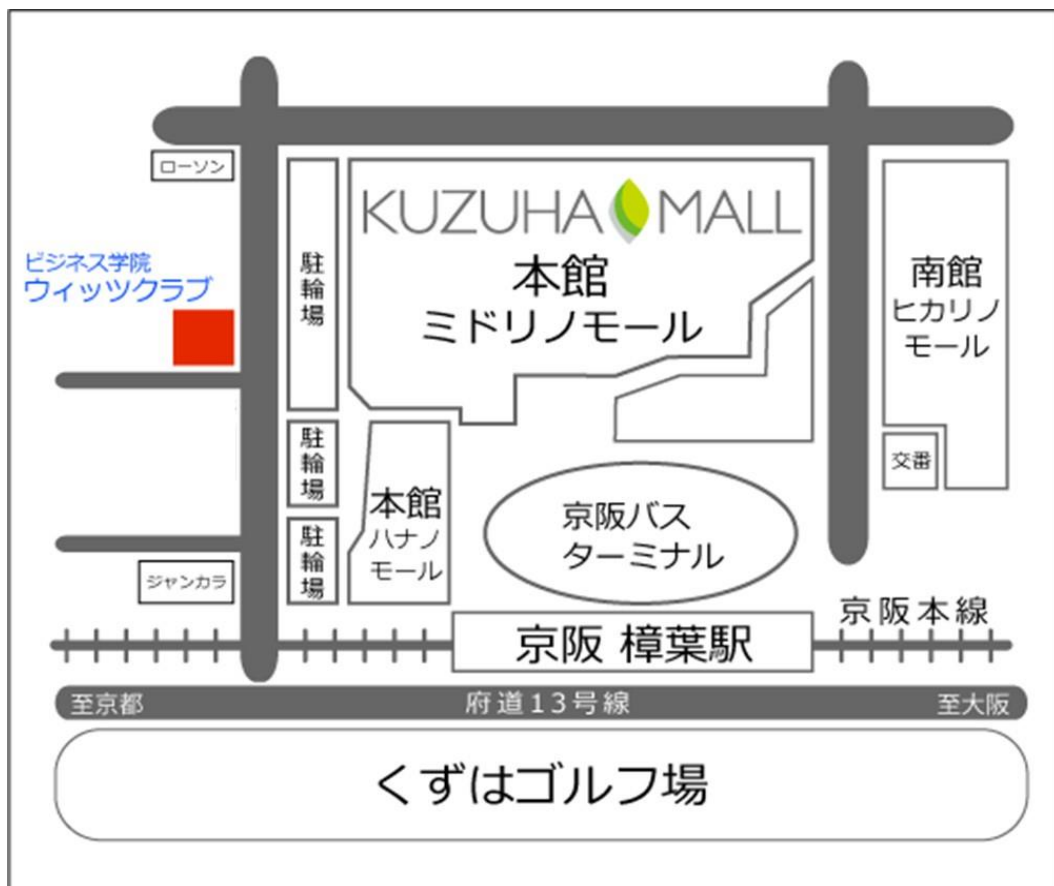 ローソン
KUZUHA MALL
本館
ミドリノモール
ビジネス学院
ウィッツクラブ
駐輪場
南館
ヒカリノ
モール
駐輪場
交番
本館
ハナノ
モール
京阪バス
ターミナル
駐輪場
ジャンカラ
京阪本線
京阪 樟葉駅
至京都
府道13号線
至大阪
くずはゴルフ場